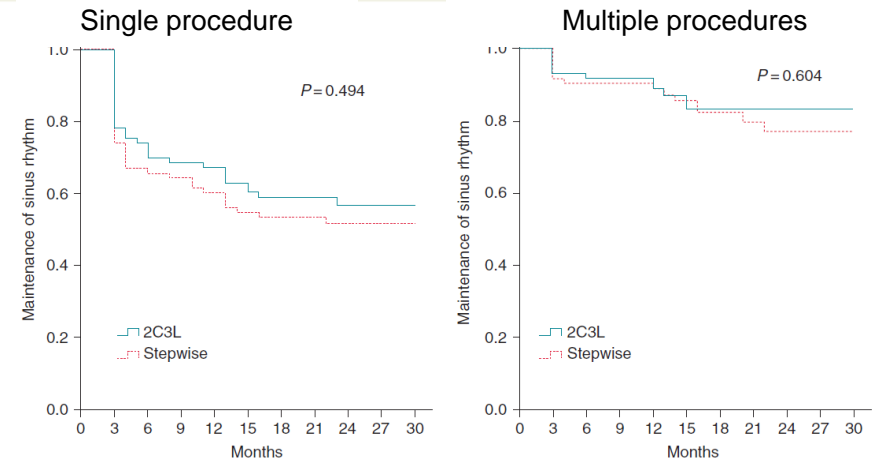 Single procedure
Multiple procedures
1.0
P=0.494
0.8
0.6
0.4
0.2
0.0
Maintenance of sinus rhythm
2C3L
Stepwise
0 3 6 9 12 15 18 21 24 27 30
Months
1.0
P=0.604
0.8
0.6
0.4
0.2
0.0
Maintenance of sinus rhythm
2C3L
Stepwise
0 3 6 9 12 15 18 21 24 27 30
Months